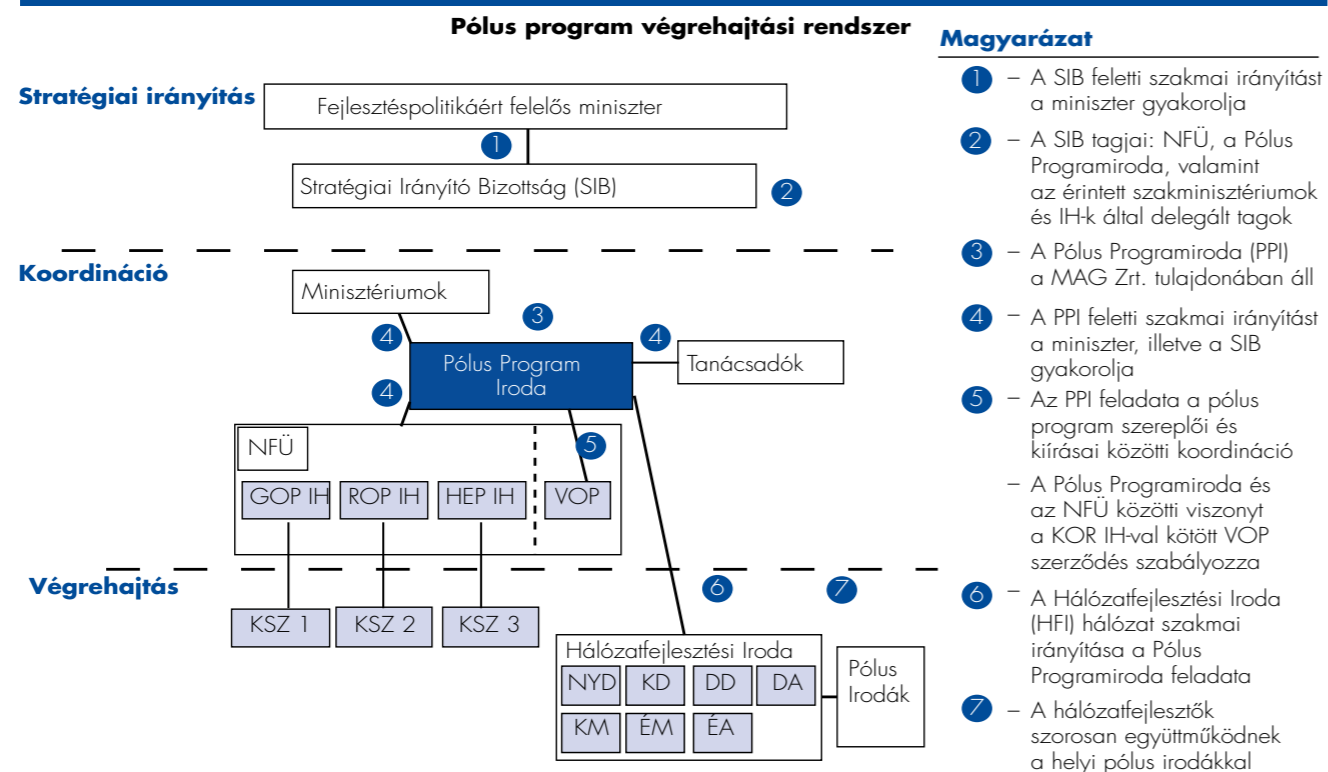 Pólus program végrehajtási rendszer
Stratégiai irányítás
Fejlesztéspolitikáért felelős miniszter
1
Stratégiai Irányító Bizottság (SIB)
2
Koordináció
Minisztériumok
3
4
4
Pólus Program
Iroda
Tanácsadók
4
NFÜ
5
GOP IH
ROP IH
HEP IH
VOP
Végrehajtás
6
7
KSZ 1
KSZ 2
KSZ 3
Hálózatfejlesztési Iroda
NYD
KD
DD
DA
KM
ÉM
ÉA
Pólus
Irodák
Magyarázat
1 – A SIB feletti szakmai irányítást
a miniszter gyakorolja
2 – A SIB tagjai: NFÜ, a Pólus
Programiroda, valamint
az érintett szakminisztériumok
és IH-k által delegált tagok
3 – A Pólus Programiroda (PPI)
a MAG Zrt. tulajdonában áll
4 – A PPI feletti szakmai irányítást
a miniszter, illetve a SIB
gyakorolja
5 – Az PPI feladata a pólus
program szereplői és
kiírásai közötti koordináció
– A Pólus Programiroda és
az NFÜ közötti viszonyt
a KOR IH-val kötött VOP
szerződés szabályozza
6 – A Hálózatfejlesztési Iroda
(HFI) hálózat szakmai
irányítása a Pólus
Programiroda feladata
7 – A hálózatfejlesztők
szorosan együttműködnek
a helyi pólus irodákkal